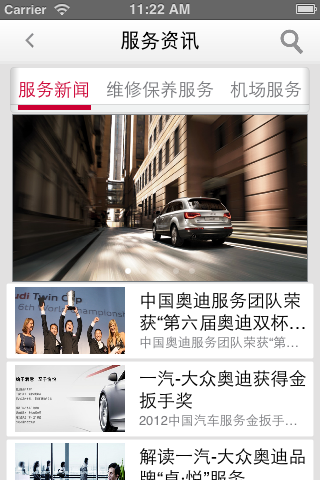 Carrier 11:22 AM
服务资讯
服务新闻 维修保养服务 机场服务
udi Twin Cup
6th World Championship
中国奥迪服务团队荣
获“第六届奥迪双杯…
中国奥迪服务团队荣获“第…
一汽-大众奥迪获得金
扳手奖
2012中国汽车服务金扳手…
解读一汽-大众奥迪品
牌“卓·悦”服务